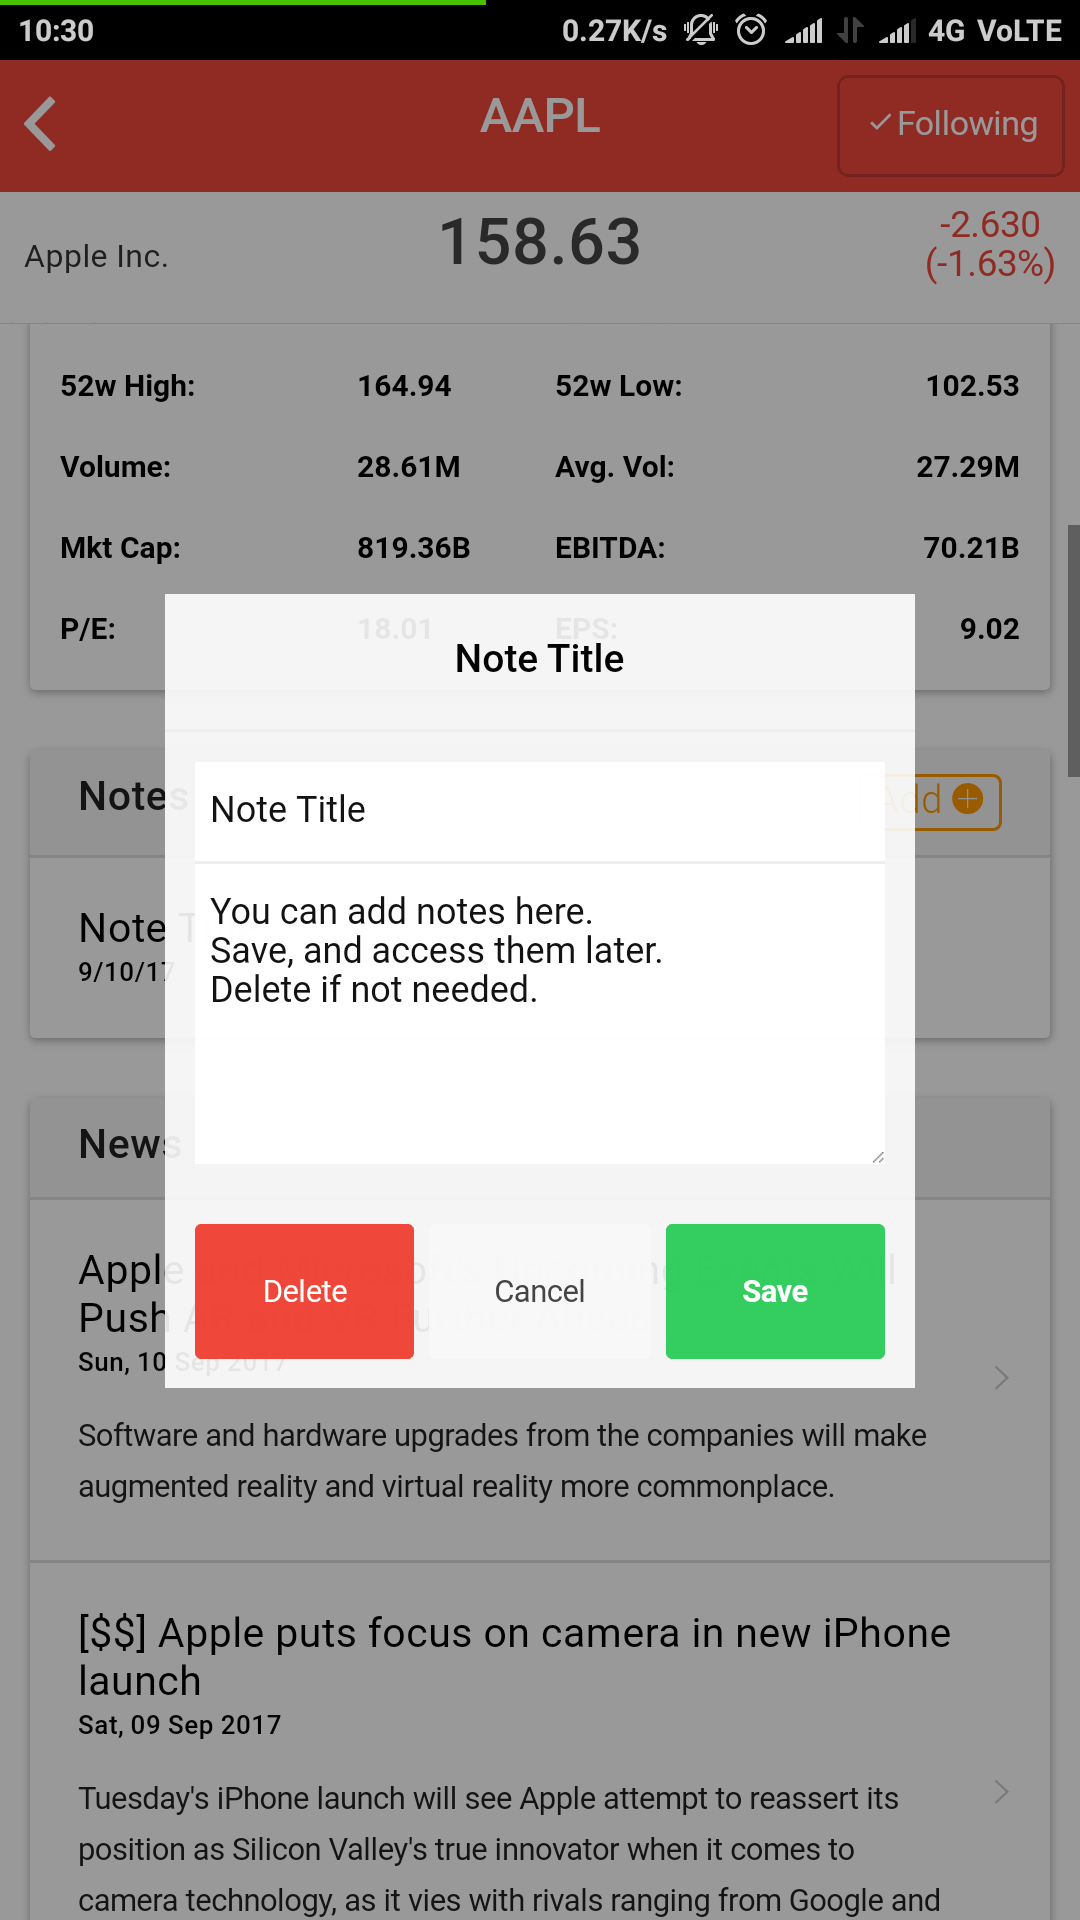 10:30 0.27K/s 4G VoLTE
AAPL
Following
Apple Inc. 158.63 -2.630
(-1.63%)
52w High: 164.94 52w Low: 102.53
Volume: 28.61M Avg. Vol: 27.29M
Mkt Cap: 819.36B EBITDA: 70.21B
P/E: 18.01 EPS: 9.02
Note Title
Notes Add
Note Title
You can add notes here.
Save, and access them later.
Delete if not needed.
Note T
9/10/17
News
Delete Cancel Save
Apple
Push
Sun, 10 Sep 2017
Software and hardware upgrades from the companies will make
augmented reality and virtual reality more commonplace.
[$$] Apple puts focus on camera in new iPhone
launch
Sat, 09 Sep 2017
Tuesday's iPhone launch will see Apple attempt to reassert its
position as Silicon Valley's true innovator when it comes to
camera technology, as it vies with rivals ranging from Google and